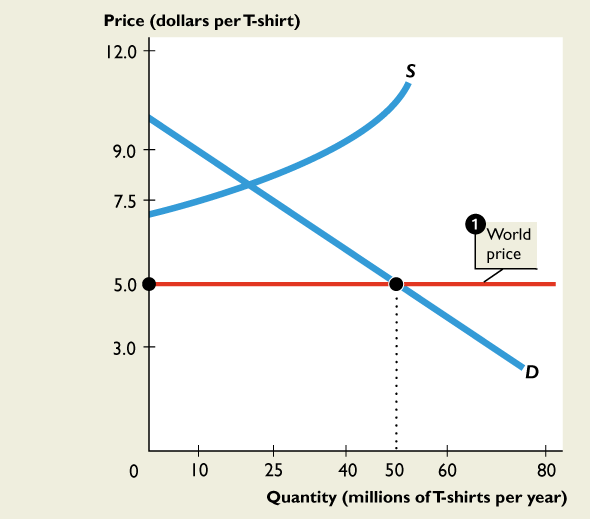 Price (dollars per T-shirt)
12.0
S
9.0
7.5
1
World
price
5.0
3.0
D
0 10 25 40 50 60 80
Quantity (millions of T-shirts per year)